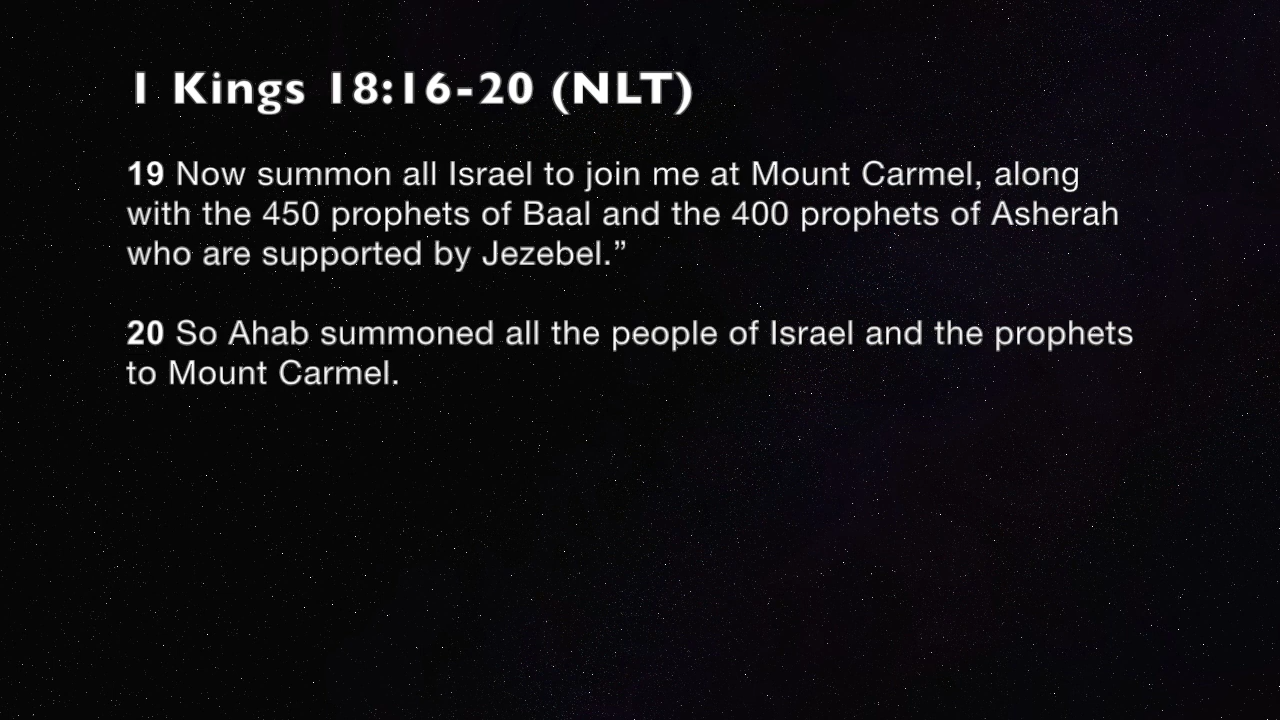 1 Kings 18:16-20 (NLT)
19 Now summon all Israel to join me at Mount Carmel, along
with the 450 prophets of Baal and the 400 prophets of Asherah
who are supported by Jezebel.”
20 So Ahab summoned all the people of Israel and the prophets
to Mount Carmel.